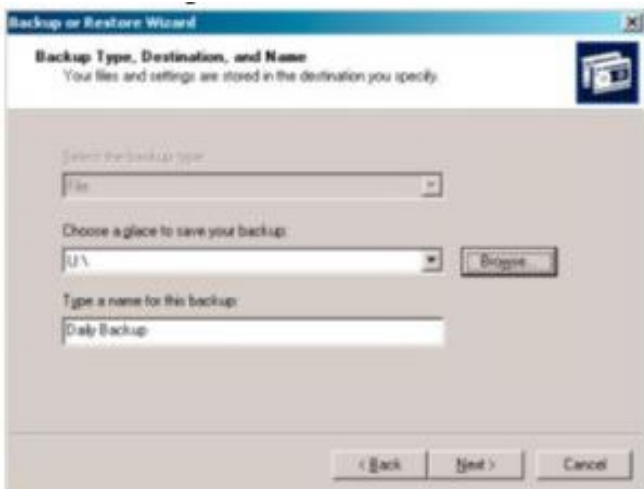 Backup or Restore Wizard
Backup Type, Destination, and Name
Your files and settings are stored in the destination you specify.
Select the backup type:
File
Choose a place to save your backup:
U:\
Browse...
Type a name for this backup:
Daily Backup
< Back
Next >
Cancel